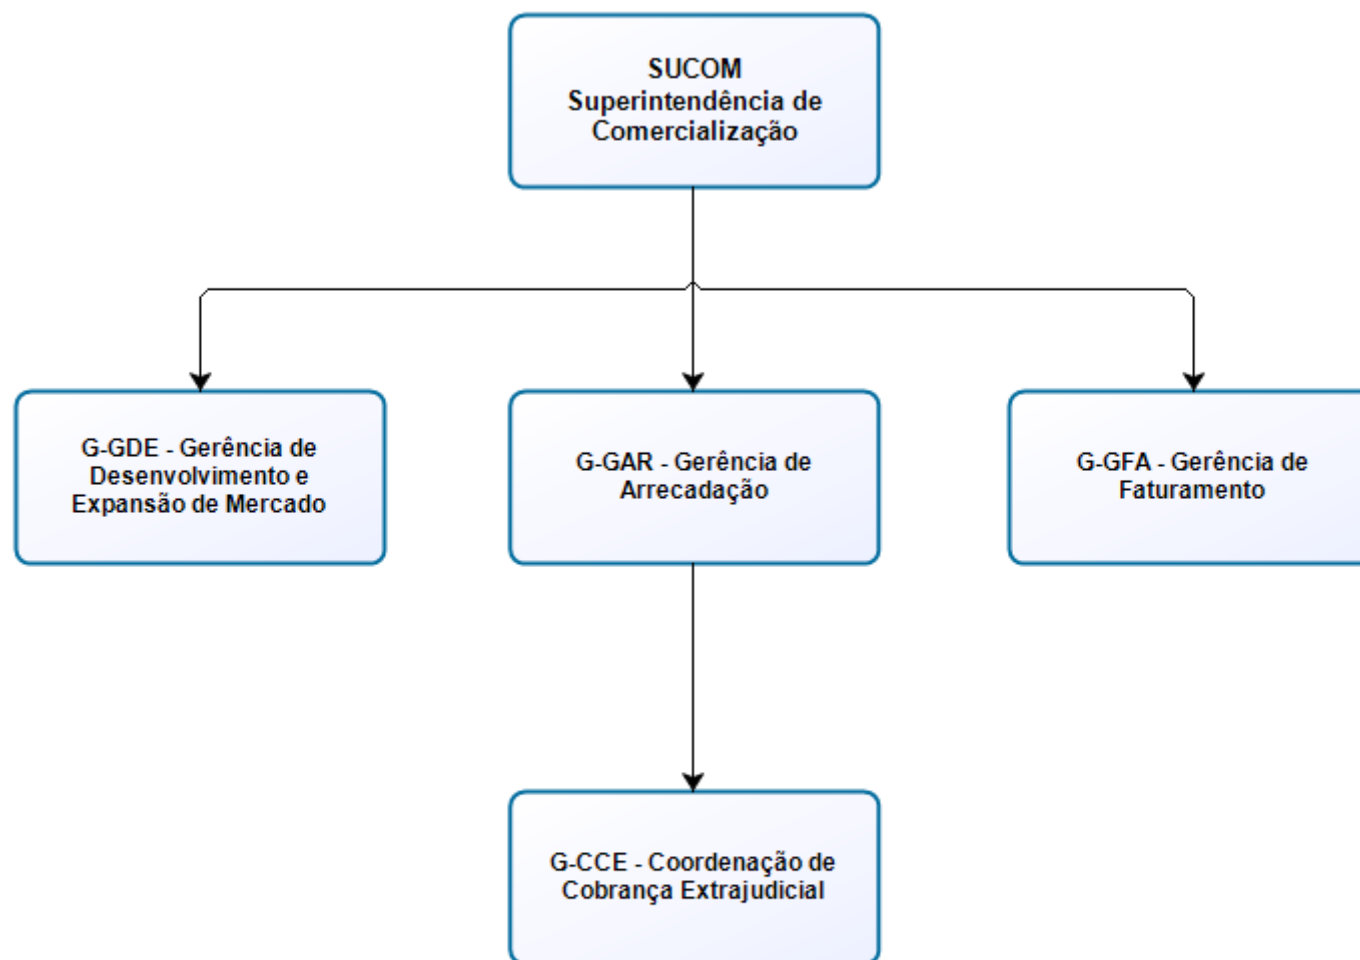 SUCOM
Superintendência de
Comercialização
G-GDE - Gerência de
Desenvolvimento e
Expansão de Mercado
G-GAR - Gerência de
Arrecadação
G-GFA - Gerência de
Faturamento
G-CCE - Coordenação de
Cobrança Extrajudicial